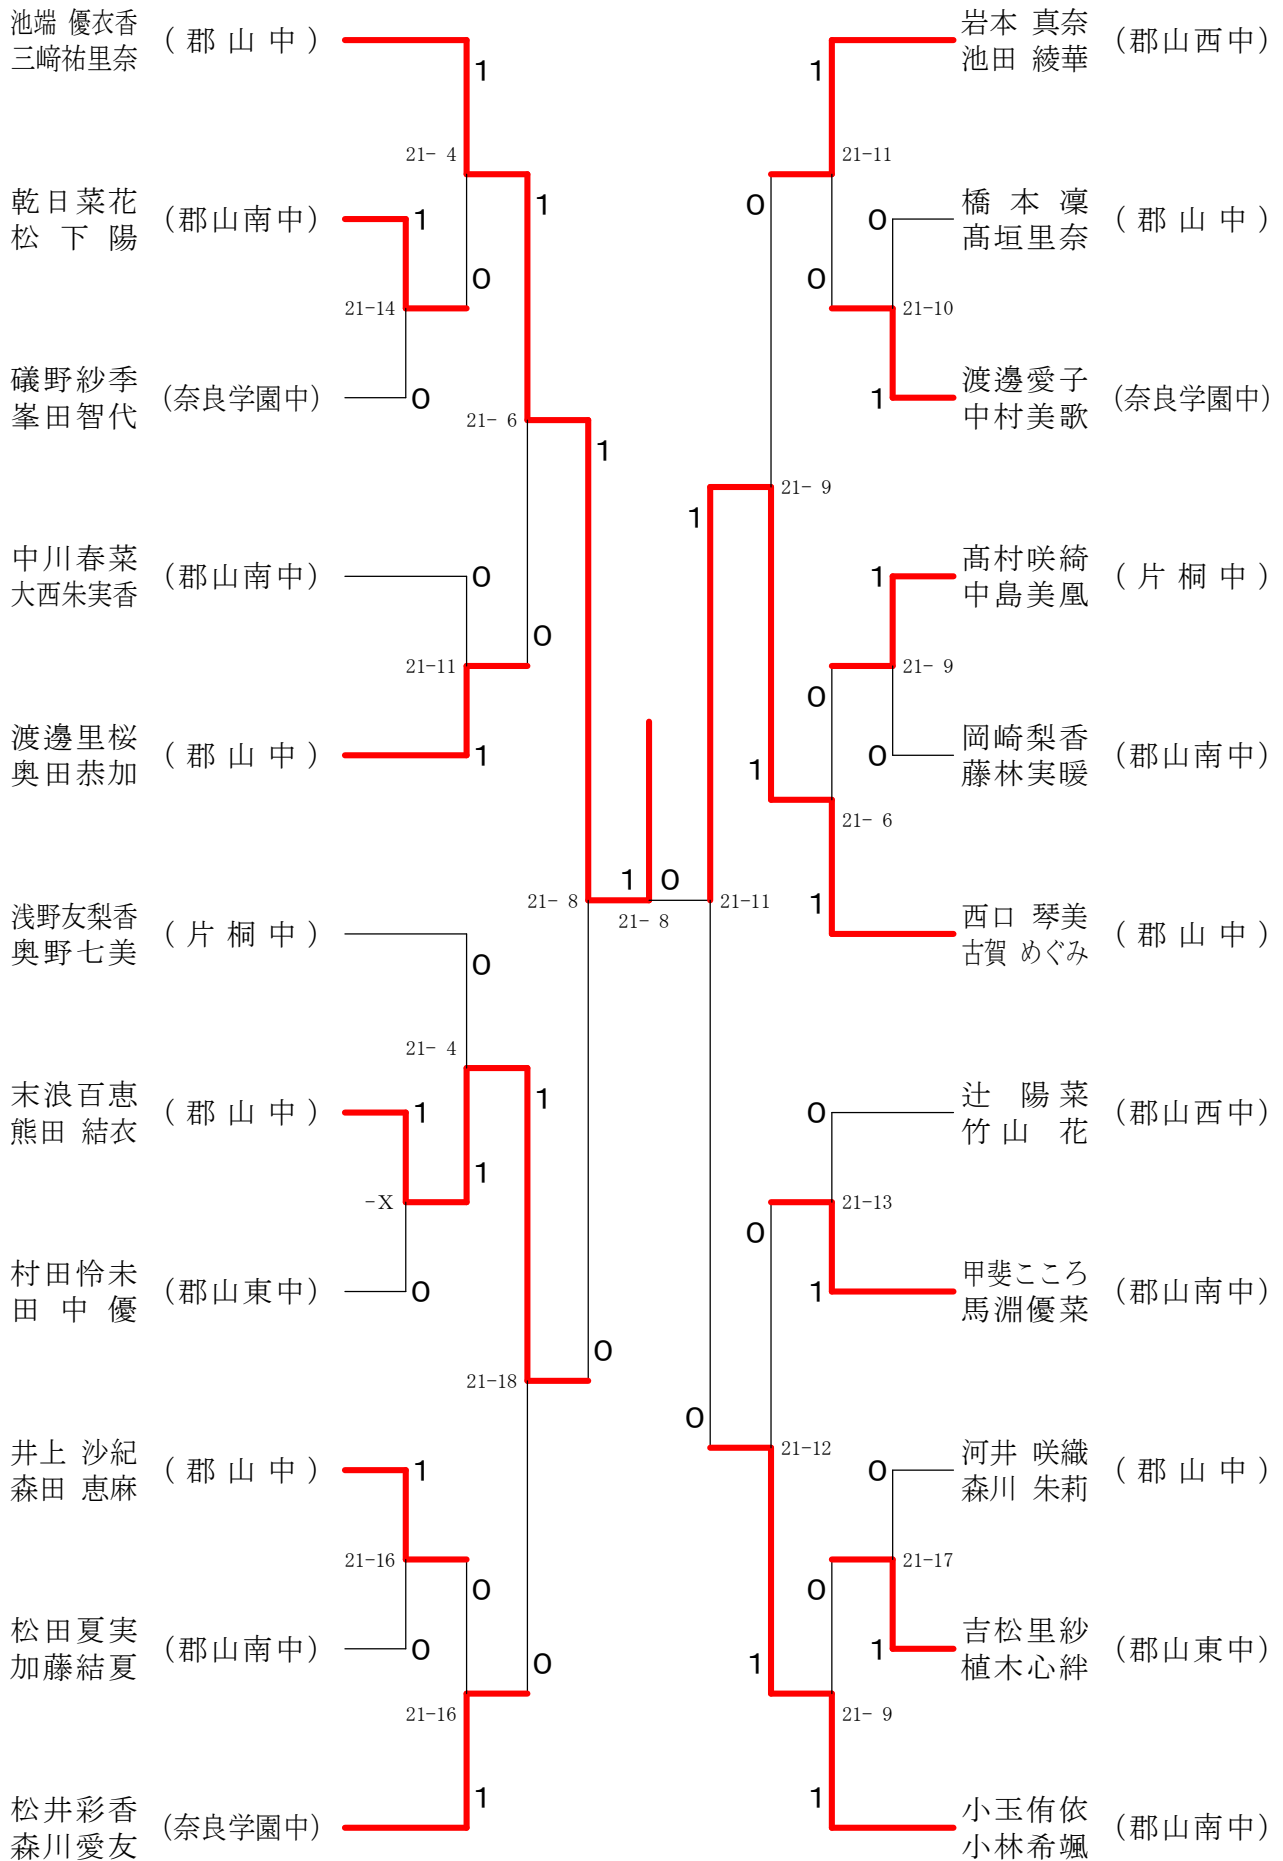 池端 優衣香
三﨑祐里奈
(郡山中)
1
21- 4
乾日菜花
松下陽
(郡山南中)
1
1
0
21-14
礒野紗季
峯田智代
(奈良学園中)
0
21- 6
1
中川春菜
大西朱実香
(郡山南中)
0
0
21-11
渡邊里桜
奥田恭加
(郡山中)
1
浅野友梨香
奥野七美
(片桐中)
0
21- 8
1
0
21- 8
21-11
21- 4
末浪百恵
熊田 結衣
(郡山中)
1
1
1
-X
村田怜未
田中優
(郡山東中)
0
0
21-18
井上 沙紀
森田 恵麻
(郡山中)
1
21-16
0
松田夏実
加藤結夏
(郡山南中)
0
0
21-16
松井彩香
森川愛友
(奈良学園中)
1
岩本 真奈
池田 綾華
(郡山西中)
1
21-11
0
橋本凜
髙垣里奈
(郡山中)
0
0
21-10
渡邊愛子
中村美歌
(奈良学園中)
1
21- 9
1
髙村咲綺
中島美凰
(片桐中)
1
21- 9
0
岡崎梨香
藤林実暖
(郡山南中)
0
1
21- 6
西口 琴美
古賀 めぐみ
(郡山中)
1
辻 陽菜
竹山 花
(郡山西中)
0
21-13
0
甲斐こころ
馬淵優菜
(郡山南中)
1
0
21-12
河井 咲織
森川 朱莉
(郡山中)
0
21-17
0
吉松里紗
植木心絆
(郡山東中)
1
1
21- 9
小玉侑依
小林希颯
(郡山南中)
1